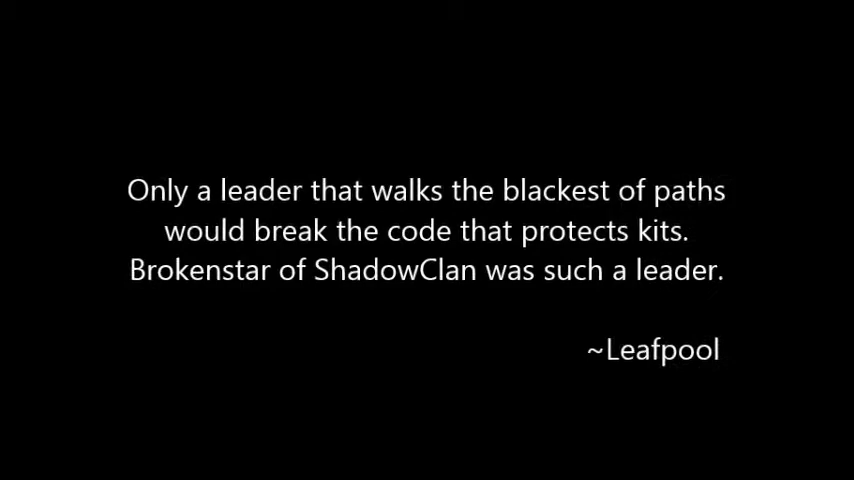 Only a leader that walks the blackest of paths
would break the code that protects kits.
Brokenstar of ShadowClan was such a leader.
~Leafpool